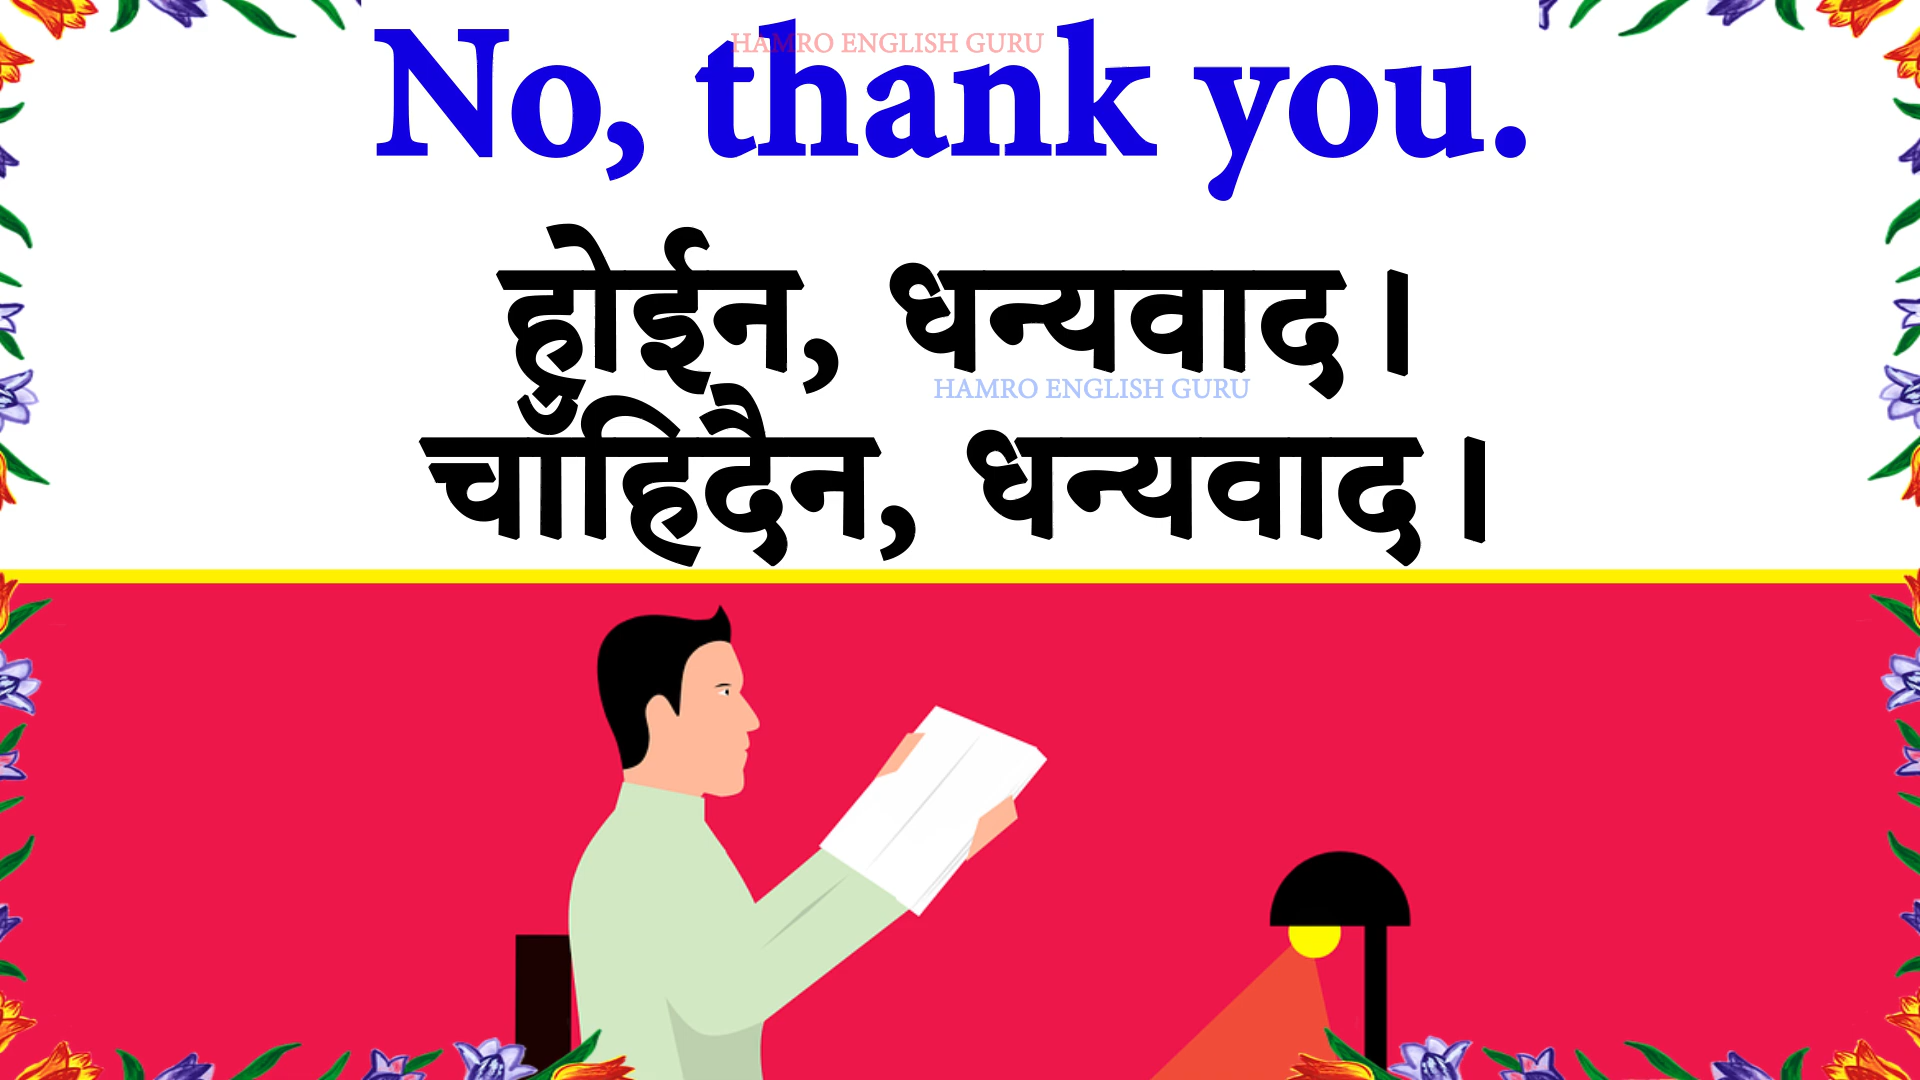 No, thank you.
HAMRO ENGLISH GURU
होईन, धन्यवाद।
HAMRO ENGLISH GURU
चाँहिदैन, धन्यवाद।